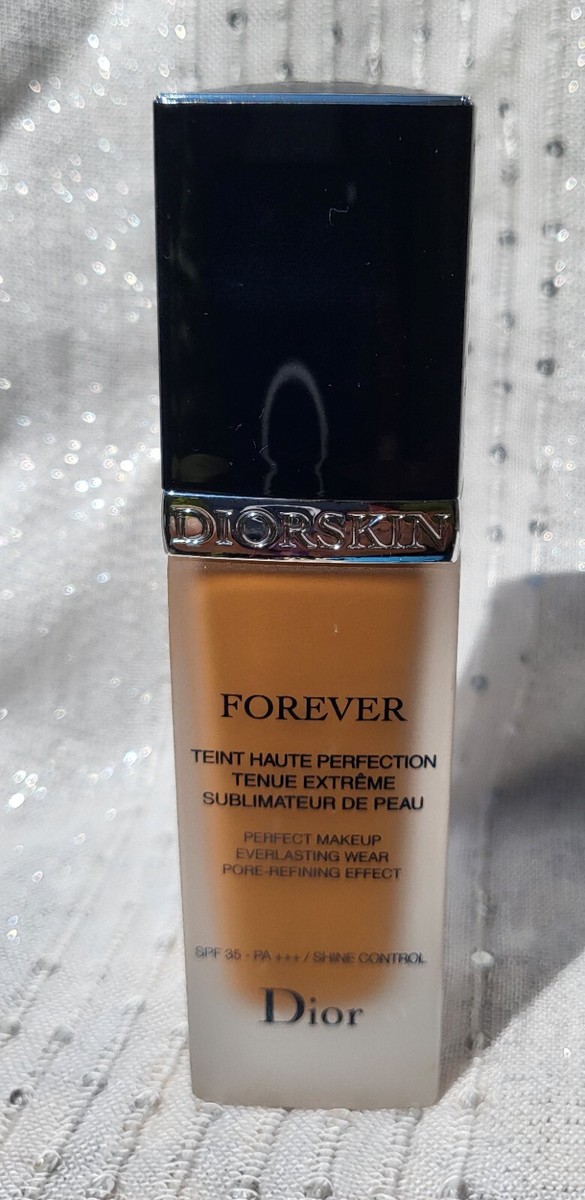 DIORSKIN
FOREVER
TEINT HAUTE PERFECTION
TENUE EXTRÊME
SUBLIMATEUR DE PEAU
PERFECT MAKEUP
EVERLASTING WEAR
PORE-REFINING EFFECT
SPF 35 - PA +++ / SHINE CONTROL
Dior